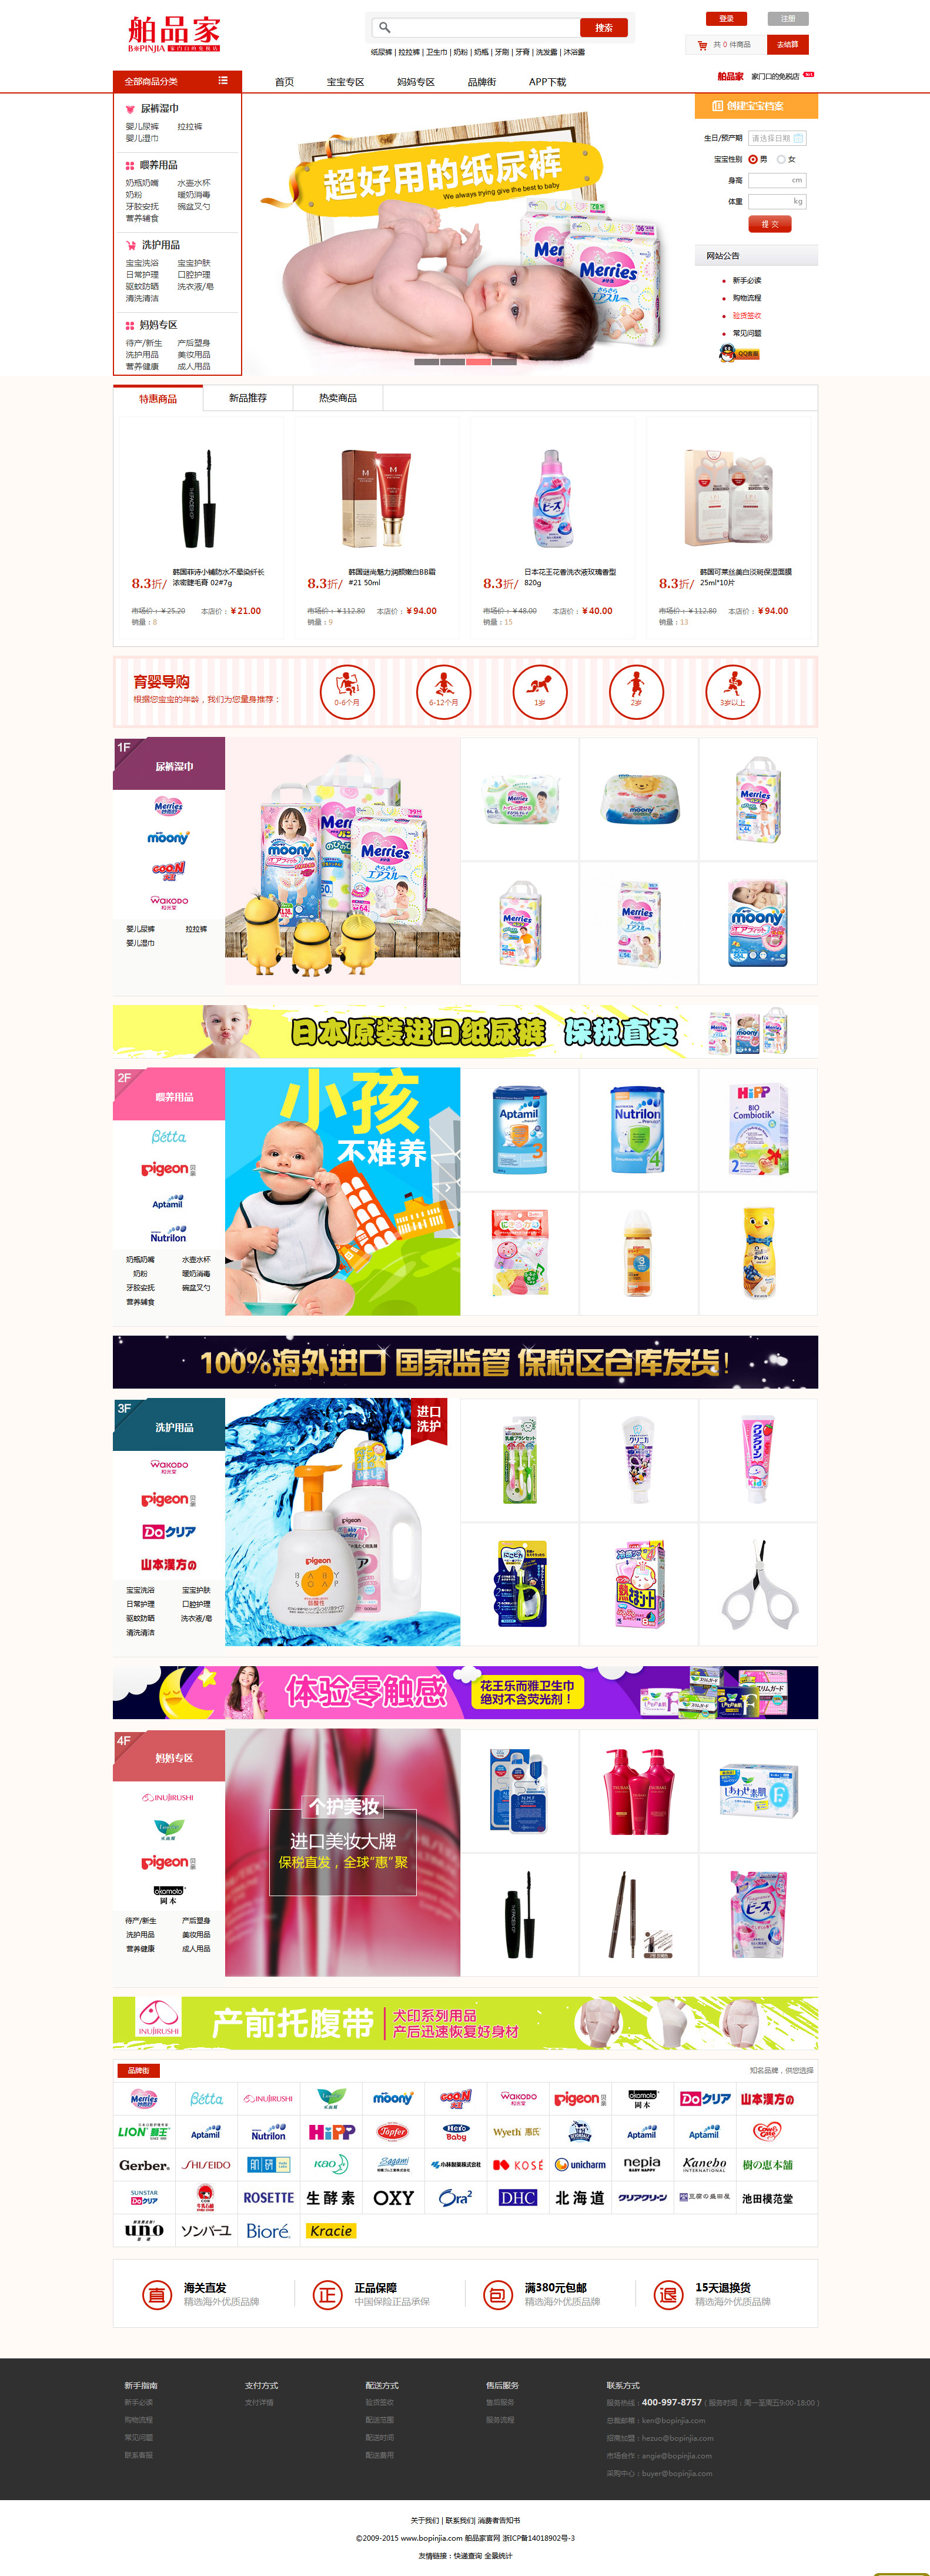 舶品家
BOPINJIA 家门口的免税店
搜索
纸尿裤 | 拉拉裤 | 卫生巾 | 奶粉 | 奶瓶 | 牙刷 | 牙膏 | 洗发露 | 沐浴露
登录 注册
共 0 件商品 去结算
全部商品分类
首页 宝宝专区 妈妈专区 品牌街 APP下载
舶品家 家门口的免税店
尿裤湿巾
婴儿尿裤 拉拉裤
婴儿湿巾
喂养用品
奶瓶奶嘴 水壶水杯
奶粉 暖奶消毒
牙胶安抚 碗盆叉勺
营养辅食
洗护用品
宝宝洗浴 宝宝护肤
日常护理 口腔护理
驱蚊防晒 洗衣液/皂
清洗清洁
妈妈专区
待产/新生 产后塑身
洗护用品 美妆用品
营养健康 成人用品
超好用的纸尿裤
We always trying give the best to baby
Merries
Merries
创建宝宝档案
生日/预产期 请选择日期
宝宝性别 男 女
身高 cm
体重 kg
提 交
网站公告
新手必读
购物流程
验货签收
常见问题
QQ客服
特惠商品 新品推荐 热卖商品
8.3折/ 韩国菲诗小铺防水不晕染纤长
浓密睫毛膏 02#7g
市场价：￥25.20 本店价：￥21.00
销量：8
8.3折/ 韩国谜尚魅力润颜嫩白BB霜
#21 50ml
市场价：￥112.80 本店价：￥94.00
销量：9
8.3折/ 日本花王花香洗衣液玫瑰香型
820g
市场价：￥48.00 本店价：￥40.00
销量：15
8.3折/ 韩国可莱丝美白淡斑保湿面膜
25ml*10片
市场价：￥112.80 本店价：￥94.00
销量：13
育婴导购
根据您宝宝的年龄，我们为您量身推荐：
0-6个月 6-12个月 1岁 2岁 3岁以上
1F
尿裤湿巾
Merries
moony
GOO.N
WAKODO
和光堂
婴儿尿裤 拉拉裤
婴儿湿巾
moony
Merries
moony
日本原装进口纸尿裤 保税直发
2F
喂养用品
Bétta
pigeon 贝亲
Aptamil
Nutrilon
奶瓶奶嘴 水壶水杯
奶粉 暖奶消毒
牙胶安抚 碗盆叉勺
营养辅食
小孩
不难养
Aptamil
3
Nutrilon
4
HiPP
BIO
Combiotik
2
100%海外进口 国家监管 保税区仓库发货!
3F
洗护用品
WAKODO
和光堂
pigeon 贝亲
Doクリア
山本漢方の
宝宝洗浴 宝宝护肤
日常护理 口腔护理
驱蚊防晒 洗衣液/皂
清洗清洁
进口
洗护
pigeon
BABY
SOAP
体验零触感
花王乐而雅卫生巾
绝对不含荧光剂！
4F
妈妈专区
INUJIRUSHI
pigeon 贝亲
okamoto
冈本
待产/新生 产后塑身
洗护用品 美妆用品
营养健康 成人用品
个护美妆
进口美妆大牌
保税直发，全球“惠”聚
INUJIRUSHI
产前托腹带
犬印系列用品
产后迅速恢复好身材
品牌街
知名品牌，供您选择
Merries Bétta INUJIRUSHI moony GOO.N WAKODO 和光堂 pigeon 贝亲 okamoto 冈本 Doクリア 山本漢方の
LION 狮王 Aptamil Nutrilon HiPP Töpfer Hero Baby Wyeth 惠氏 Aptamil Aptamil Cow&Gate
Gerber SHISEIDO 肌研 Kao Sagami 小林製薬株式会社 KOSÉ unicharm nepia Kanebo INTERNATIONAL 樹の恵本舗
SUNSTAR Doクリア ROSETTE 生酵素 OXY Ora² DHC 北海道 クリアクリーン 豆腐の盛田屋 池田模范堂
uno ソンバーユ Bioré Kracie
直 海关直发
精选海外优质品牌
正 正品保障
中国保险正品承保
包 满380元包邮
精选海外优质品牌
退 15天退换货
精选海外优质品牌
新手指南
新手必读
购物流程
常见问题
联系客服
支付方式
支付详情
配送方式
验货签收
配送范围
配送时间
配送费用
售后服务
售后服务
服务流程
联系方式
服务热线：400-997-8757（ 服务时间：周一至周五9:00-18:00 ）
总裁邮箱：ken@bopinjia.com
招商加盟：hezuo@bopinjia.com
市场合作：angie@bopinjia.com
采购中心：buyer@bopinjia.com
关于我们 | 联系我们 | 消费者告知书
©2009-2015 www.bopinjia.com 舶品家官网 浙ICP备14018902号-3
友情链接：快递查询 全景统计